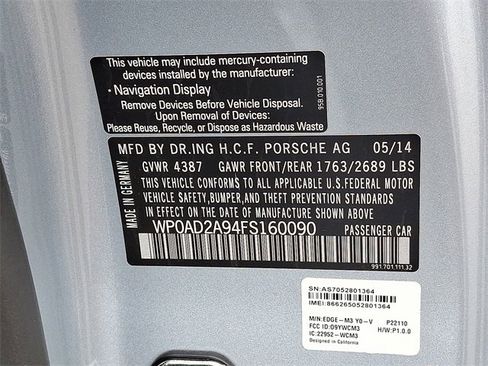 This vehicle may include mercury-containing
devices installed by the manufacturer:
• Navigation Display
Remove Devices Before Vehicle Disposal.
Upon Removal of Devices:
Please Reuse, Recycle, or Dispose as Hazardous Waste
95B.010.001
MFD BY DR.ING H.C.F. PORSCHE AG 05/14
GVWR 4387 GAWR FRONT/REAR 1763/2689 LBS
THIS VEHICLE CONFORMS TO ALL APPLICABLE U.S.FEDERAL MOTOR
VEHICLE SAFETY,BUMPER,AND THEFT PREVENTION STANDARDS
IN EFFECT ON THE DATE OF MANUFACTURE SHOWN ABOVE.
WP0AD2A94FS160090 PASSENGER CAR
991.701.111.32
MADE IN GERMANY
S/N: AS7052801364
IMEI: 866265052801364
M/N: EDGE-M3 Y0-V P22110
FCC ID: O9YWCM3 H/W: P1.0.0
IC: 22952-WCM3
Designed in California